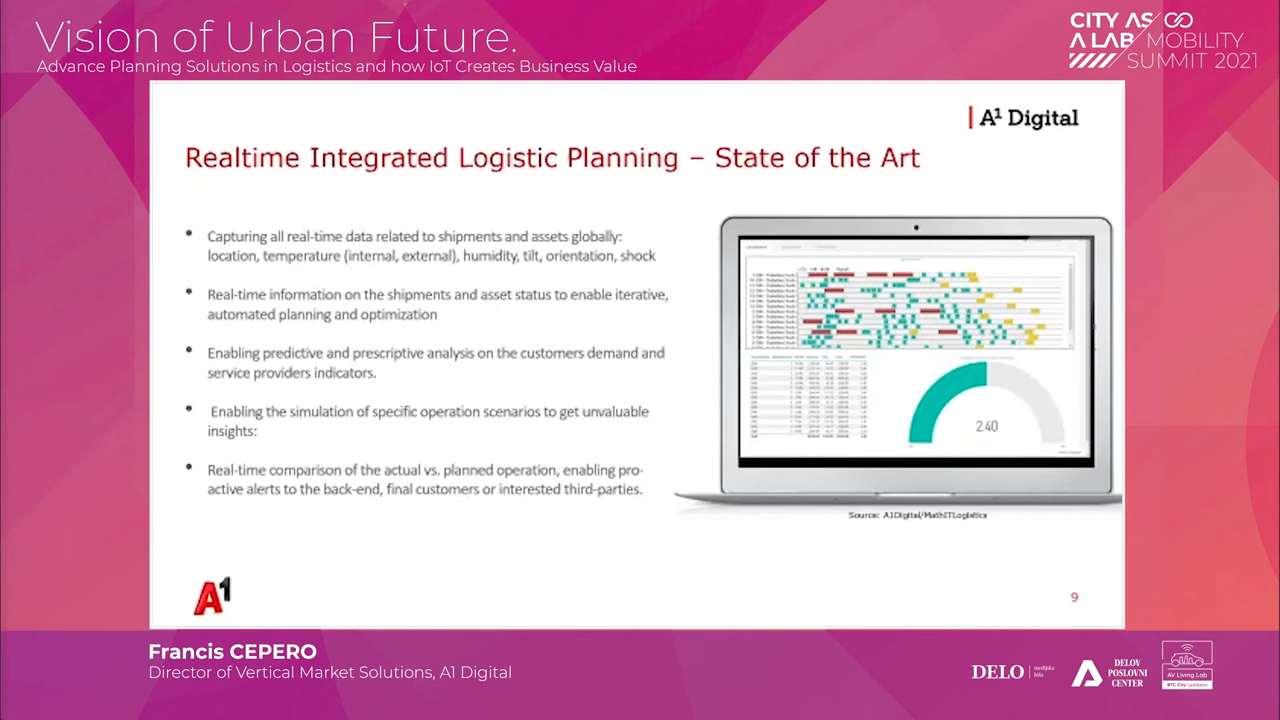 Vision of Urban Future.
Advance Planning Solutions in Logistics and how IoT Creates Business Value
CITY AS
A LAB MOBILITY
SUMMIT 2021
A1 Digital
Realtime Integrated Logistic Planning – State of the Art
• Capturing all real-time data related to shipments and assets globally:
location, temperature (internal, external), humidity, tilt, orientation, shock
• Real-time information on the shipments and asset status to enable iterative,
automated planning and optimization
• Enabling predictive and prescriptive analysis on the customers demand and
service providers indicators.
• Enabling the simulation of specific operation scenarios to get unvaluable
insights:
• Real-time comparison of the actual vs. planned operation, enabling pro-
active alerts to the back-end, final customers or interested third-parties.
2.40
Source: A1Digital/MathITLogistics
A1
9
Francis CEPERO
Director of Vertical Market Solutions, A1 Digital
DELO medijska
hiša
DELOV
POSLOVNI
CENTER
AV Living Lab
BTC City Ljubljana